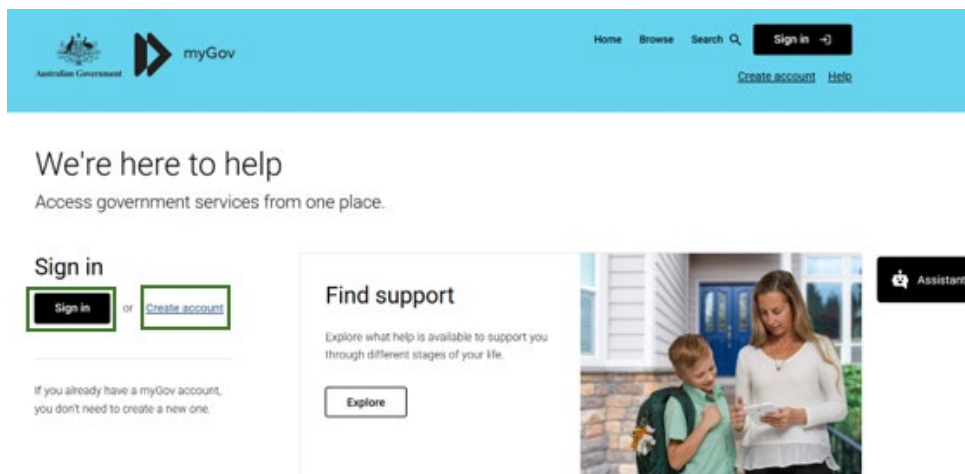 Australian Government
myGov
Home Browse Search Sign in
Create account Help
We're here to help
Access government services from one place.
Sign in
Sign in or Create account
If you already have a myGov account,
you don't need to create a new one.
Find support
Explore what help is available to support you
through different stages of your life.
Explore
Assistant